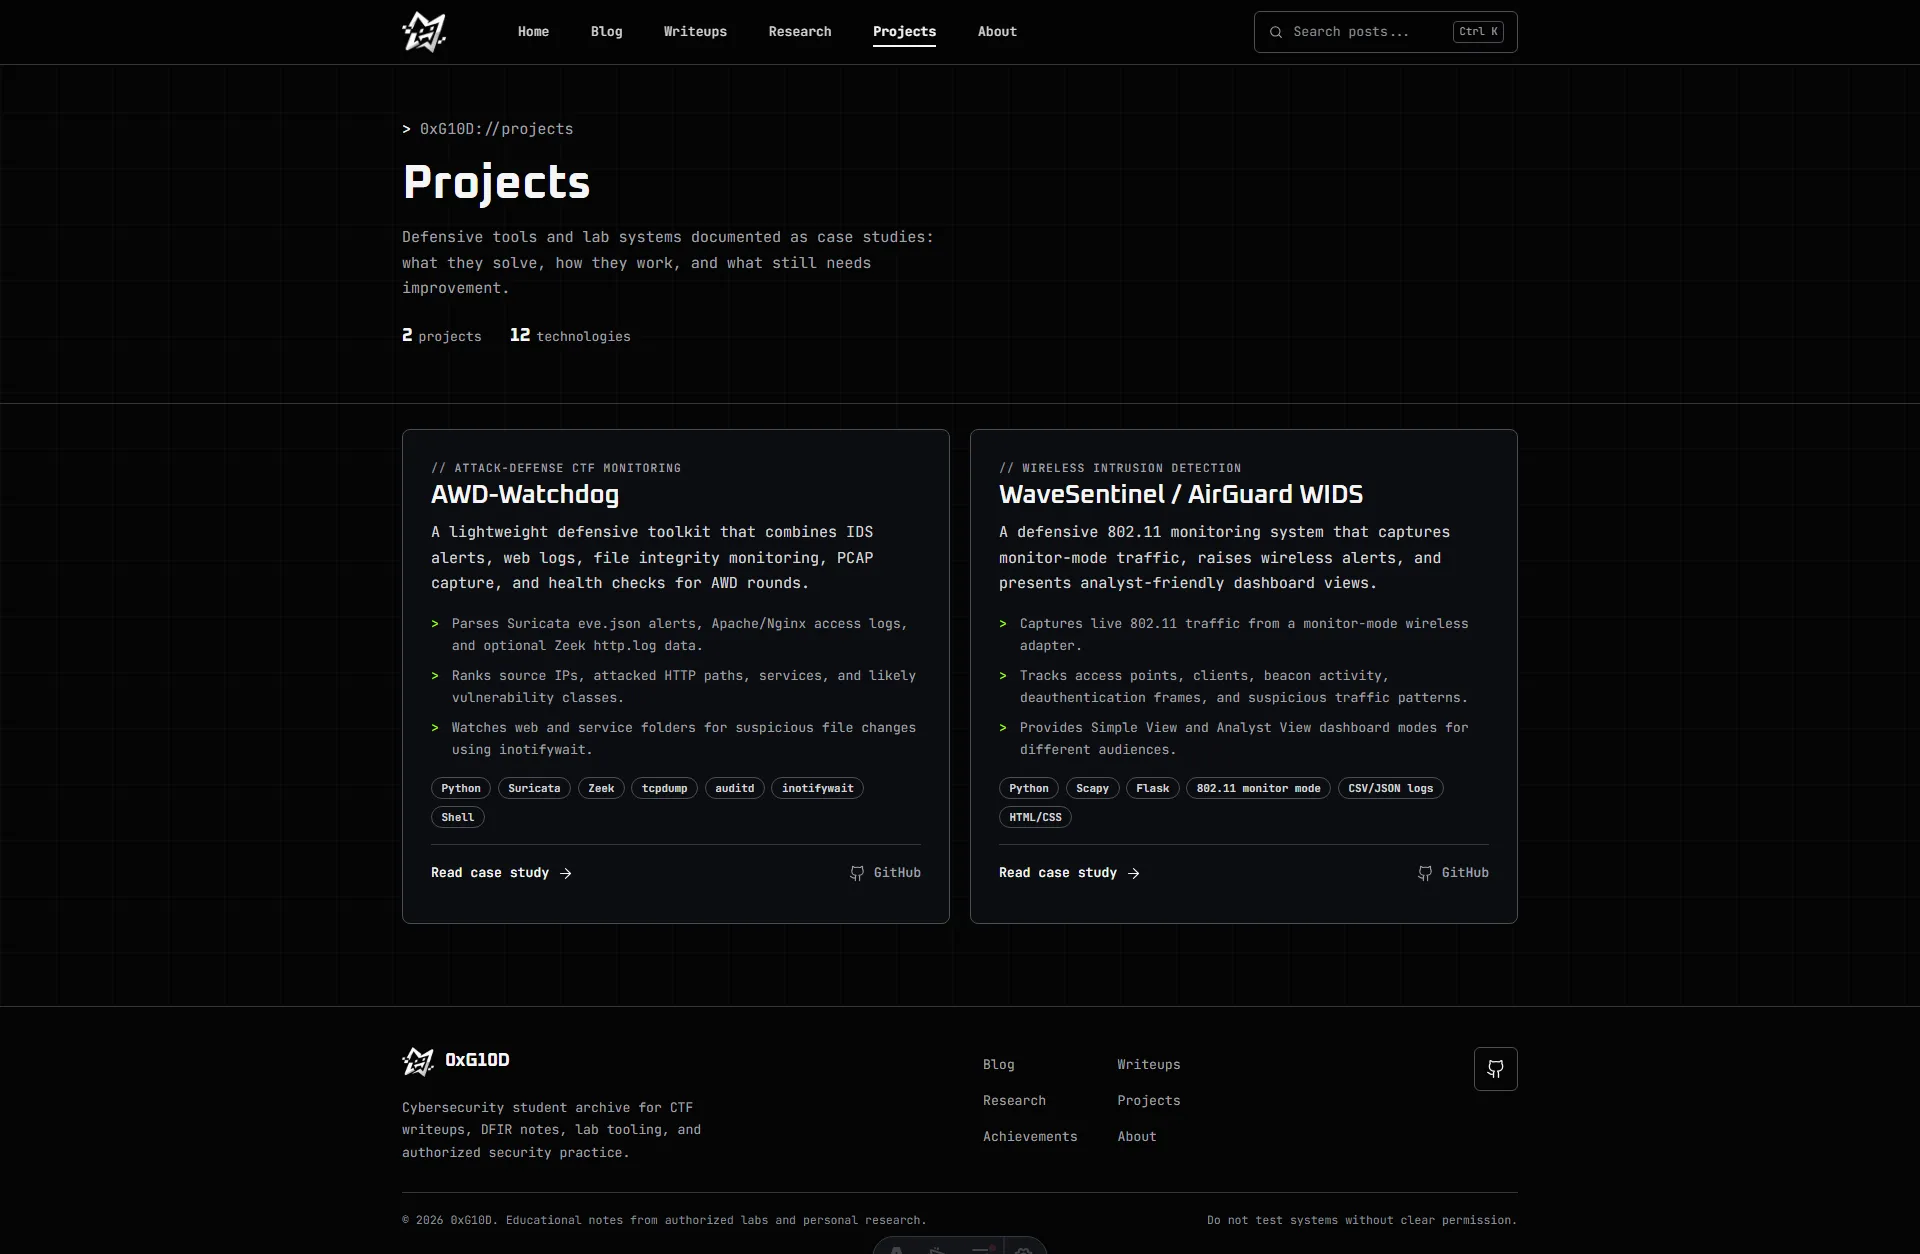 Home Blog Writeups Research Projects About Search posts... Ctrl K
> 0xG10D://projects
Projects
Defensive tools and lab systems documented as case studies:
what they solve, how they work, and what still needs
improvement.
2 projects 12 technologies
// ATTACK-DEFENSE CTF MONITORING
AWD-Watchdog
A lightweight defensive toolkit that combines IDS
alerts, web logs, file integrity monitoring, PCAP
capture, and health checks for AWD rounds.
> Parses Suricata eve.json alerts, Apache/Nginx access logs,
and optional Zeek http.log data.
> Ranks source IPs, attacked HTTP paths, services, and likely
vulnerability classes.
> Watches web and service folders for suspicious file changes
using inotifywait.
Python Suricata Zeek tcpdump auditd inotifywait
Shell
Read case study → GitHub
// WIRELESS INTRUSION DETECTION
WaveSentinel / AirGuard WIDS
A defensive 802.11 monitoring system that captures
monitor-mode traffic, raises wireless alerts, and
presents analyst-friendly dashboard views.
> Captures live 802.11 traffic from a monitor-mode wireless
adapter.
> Tracks access points, clients, beacon activity,
deauthentication frames, and suspicious traffic patterns.
> Provides Simple View and Analyst View dashboard modes for
different audiences.
Python Scapy Flask 802.11 monitor mode CSV/JSON logs
HTML/CSS
Read case study → GitHub
0xG10D
Cybersecurity student archive for CTF
writeups, DFIR notes, lab tooling, and
authorized security practice.
Blog Writeups
Research Projects
Achievements About
© 2026 0xG10D. Educational notes from authorized labs and personal research.
Do not test systems without clear permission.